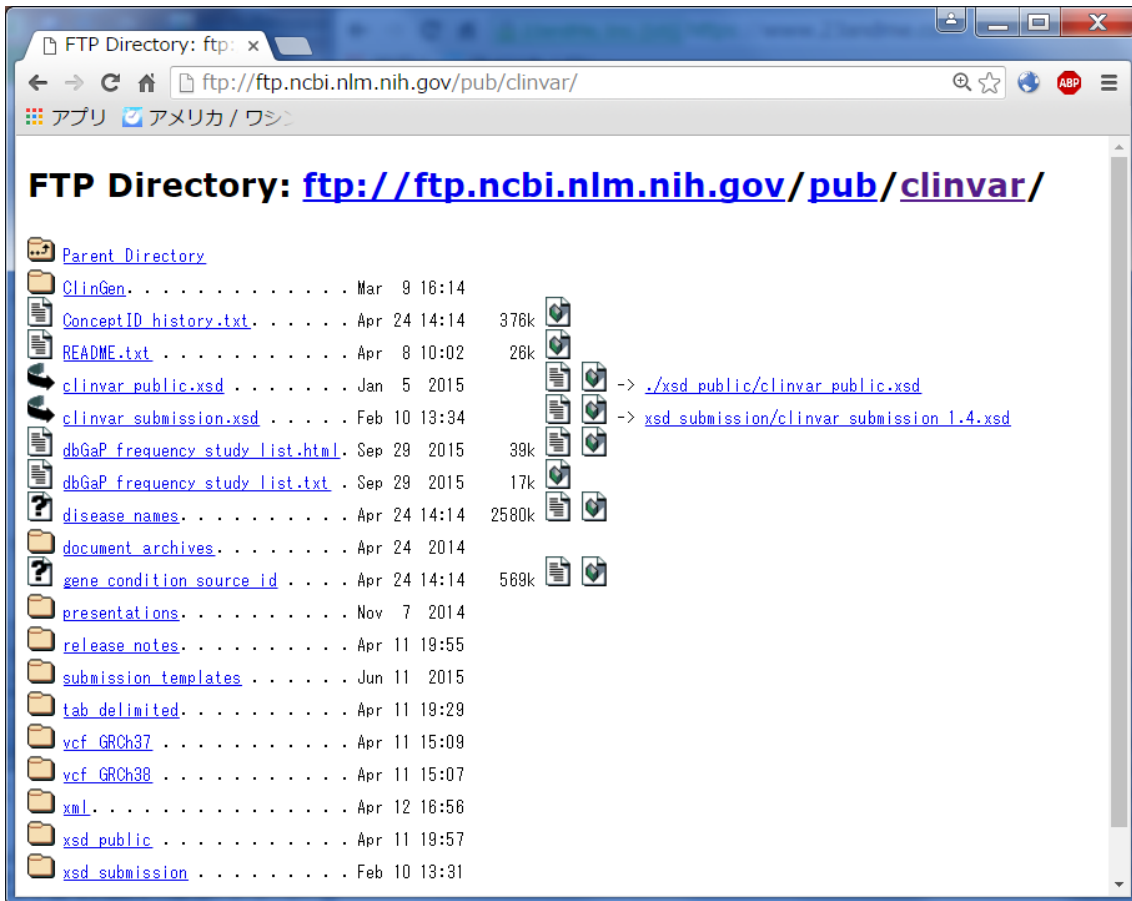 FTP Directory: ftp:
ftp://ftp.ncbi.nlm.nih.gov/pub/clinvar/
ABP
アプリ アメリカ / ワシン
FTP Directory: ftp://ftp.ncbi.nlm.nih.gov/pub/clinvar/
Parent Directory
ClinGen. . . . . . . . . . . . . Mar 9 16:14
ConceptID_history.txt. . . . . . Apr 24 14:14 376k
README.txt . . . . . . . . . . . Apr 8 10:02 26k
clinvar_public.xsd . . . . . . . Jan 5 2015 -> ./xsd_public/clinvar_public.xsd
clinvar_submission.xsd . . . . . Feb 10 13:34 -> xsd_submission/clinvar_submission_1.4.xsd
dbGaP_frequency_study_list.html. Sep 29 2015 39k
dbGaP_frequency_study_list.txt . Sep 29 2015 17k
disease_names. . . . . . . . . . Apr 24 14:14 2580k
document_archives. . . . . . . . Apr 24 2014
gene_condition_source_id . . . . Apr 24 14:14 569k
presentations. . . . . . . . . . Nov 7 2014
release_notes. . . . . . . . . . Apr 11 19:55
submission_templates . . . . . . Jun 11 2015
tab_delimited. . . . . . . . . . Apr 11 19:29
vcf_GRCh37 . . . . . . . . . . . Apr 11 15:09
vcf_GRCh38 . . . . . . . . . . . Apr 11 15:07
xml. . . . . . . . . . . . . . . Apr 12 16:56
xsd_public . . . . . . . . . . . Apr 11 19:57
xsd_submission . . . . . . . . . Feb 10 13:31